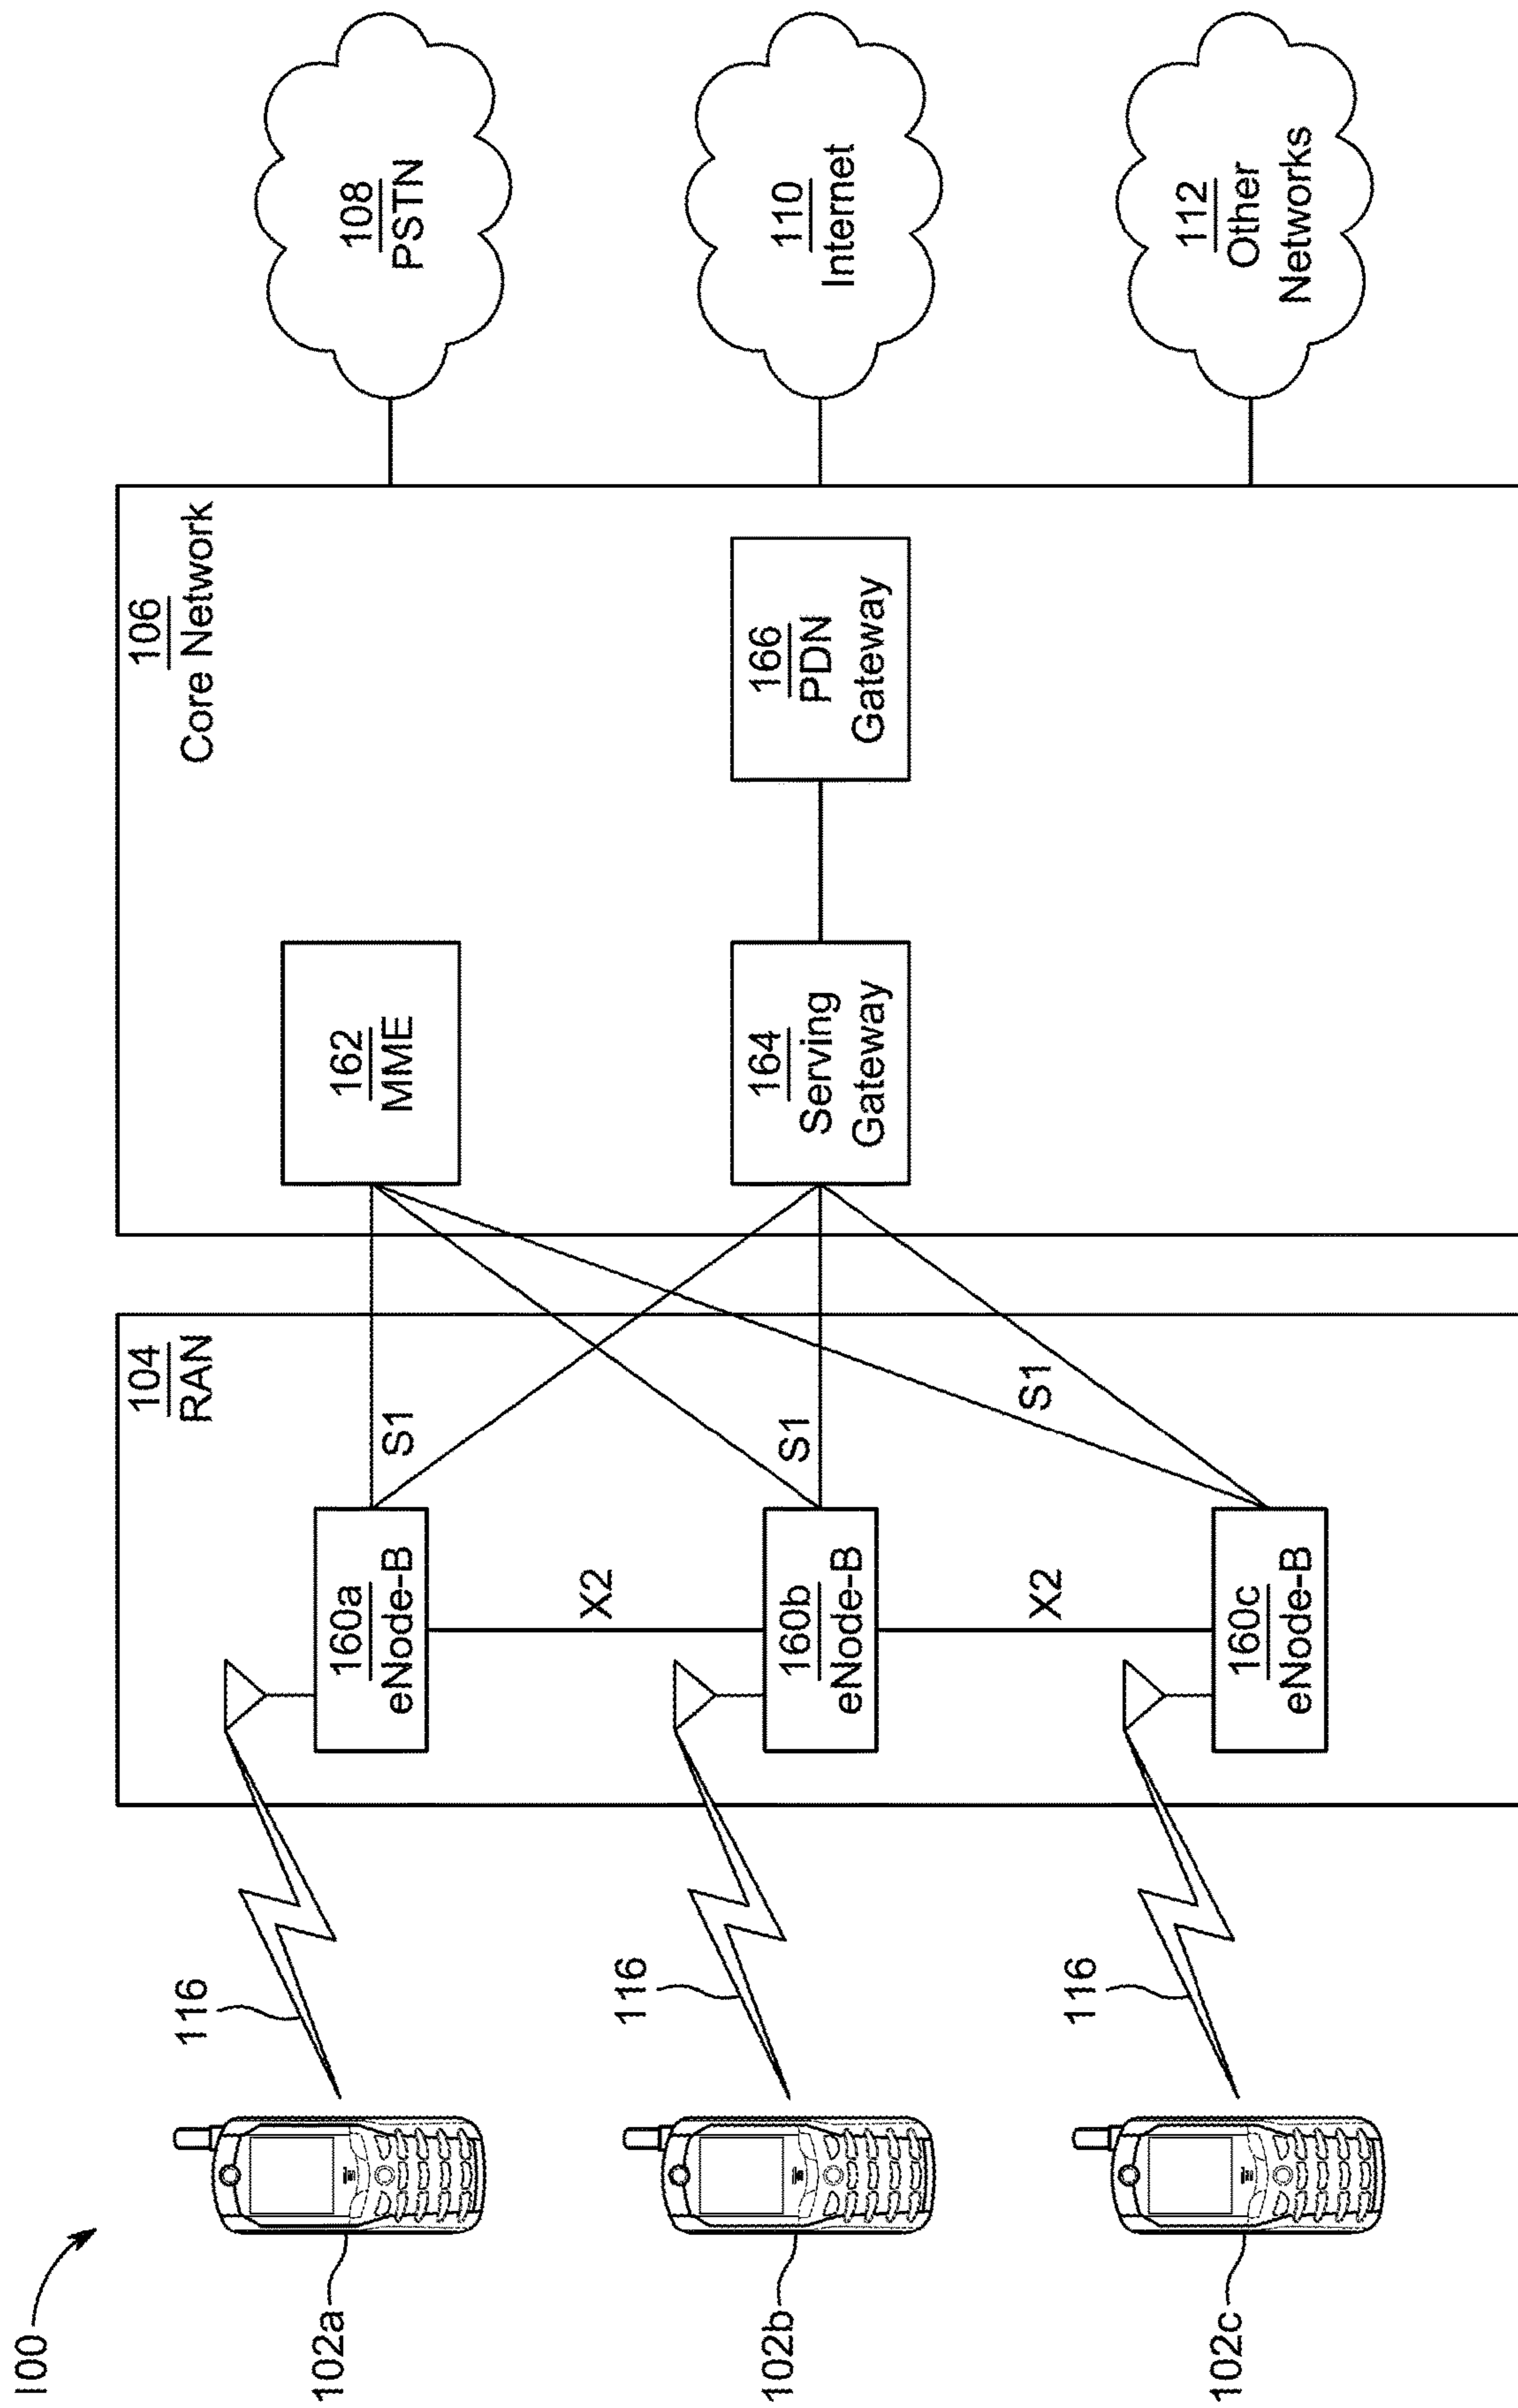 100
102a
102b
102c
116
116
116
104
RAN
160a
eNode-B
160b
eNode-B
160c
eNode-B
X2
X2
S1
S1
S1
106
Core Network
162
MME
164
Serving
Gateway
166
PDN
Gateway
108
PSTN
110
Internet
112
Other
Networks